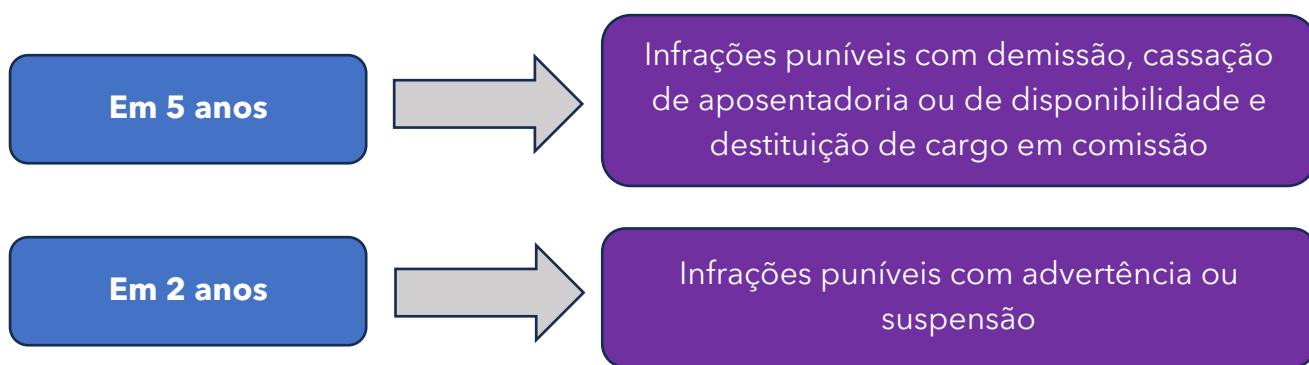 Em 5 anos
Infrações puníveis com demissão, cassação
de aposentadoria ou de disponibilidade e
destituição de cargo em comissão
Em 2 anos
Infrações puníveis com advertência ou
suspensão